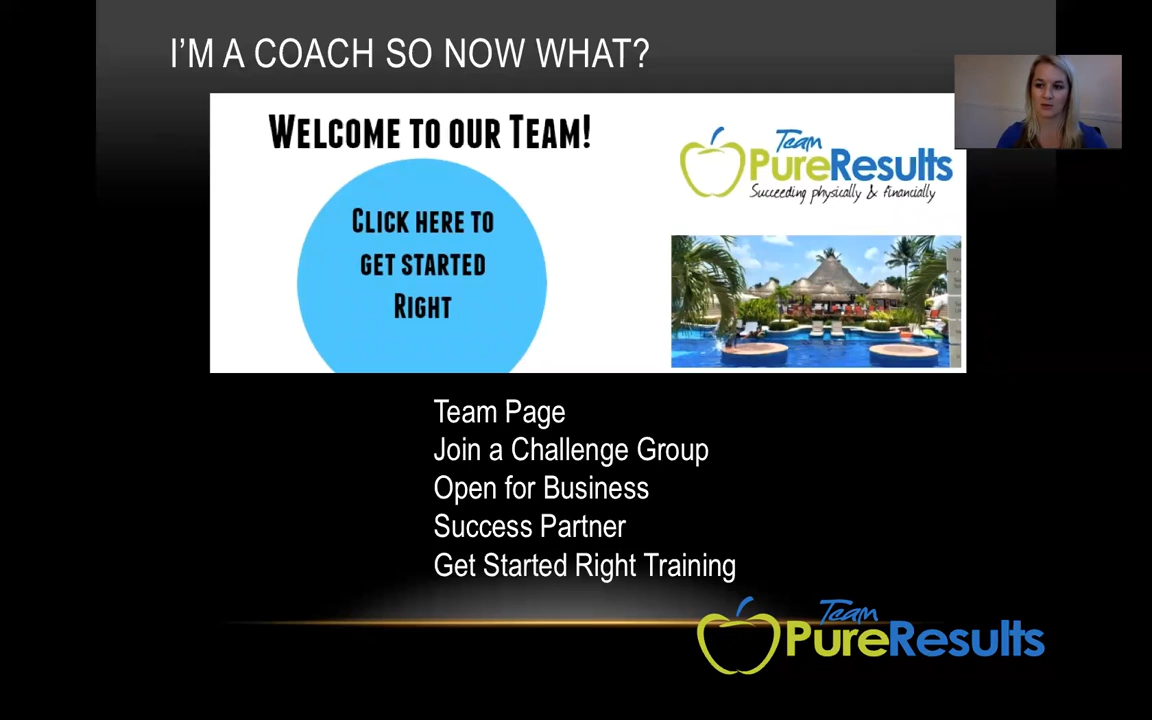 I'M A COACH SO NOW WHAT?
WELCOME TO OUR TEAM!
CLICK HERE TO
GET STARTED
RIGHT
Team
PureResults
Succeeding physically & financially
Team Page
Join a Challenge Group
Open for Business
Success Partner
Get Started Right Training
Team
PureResults